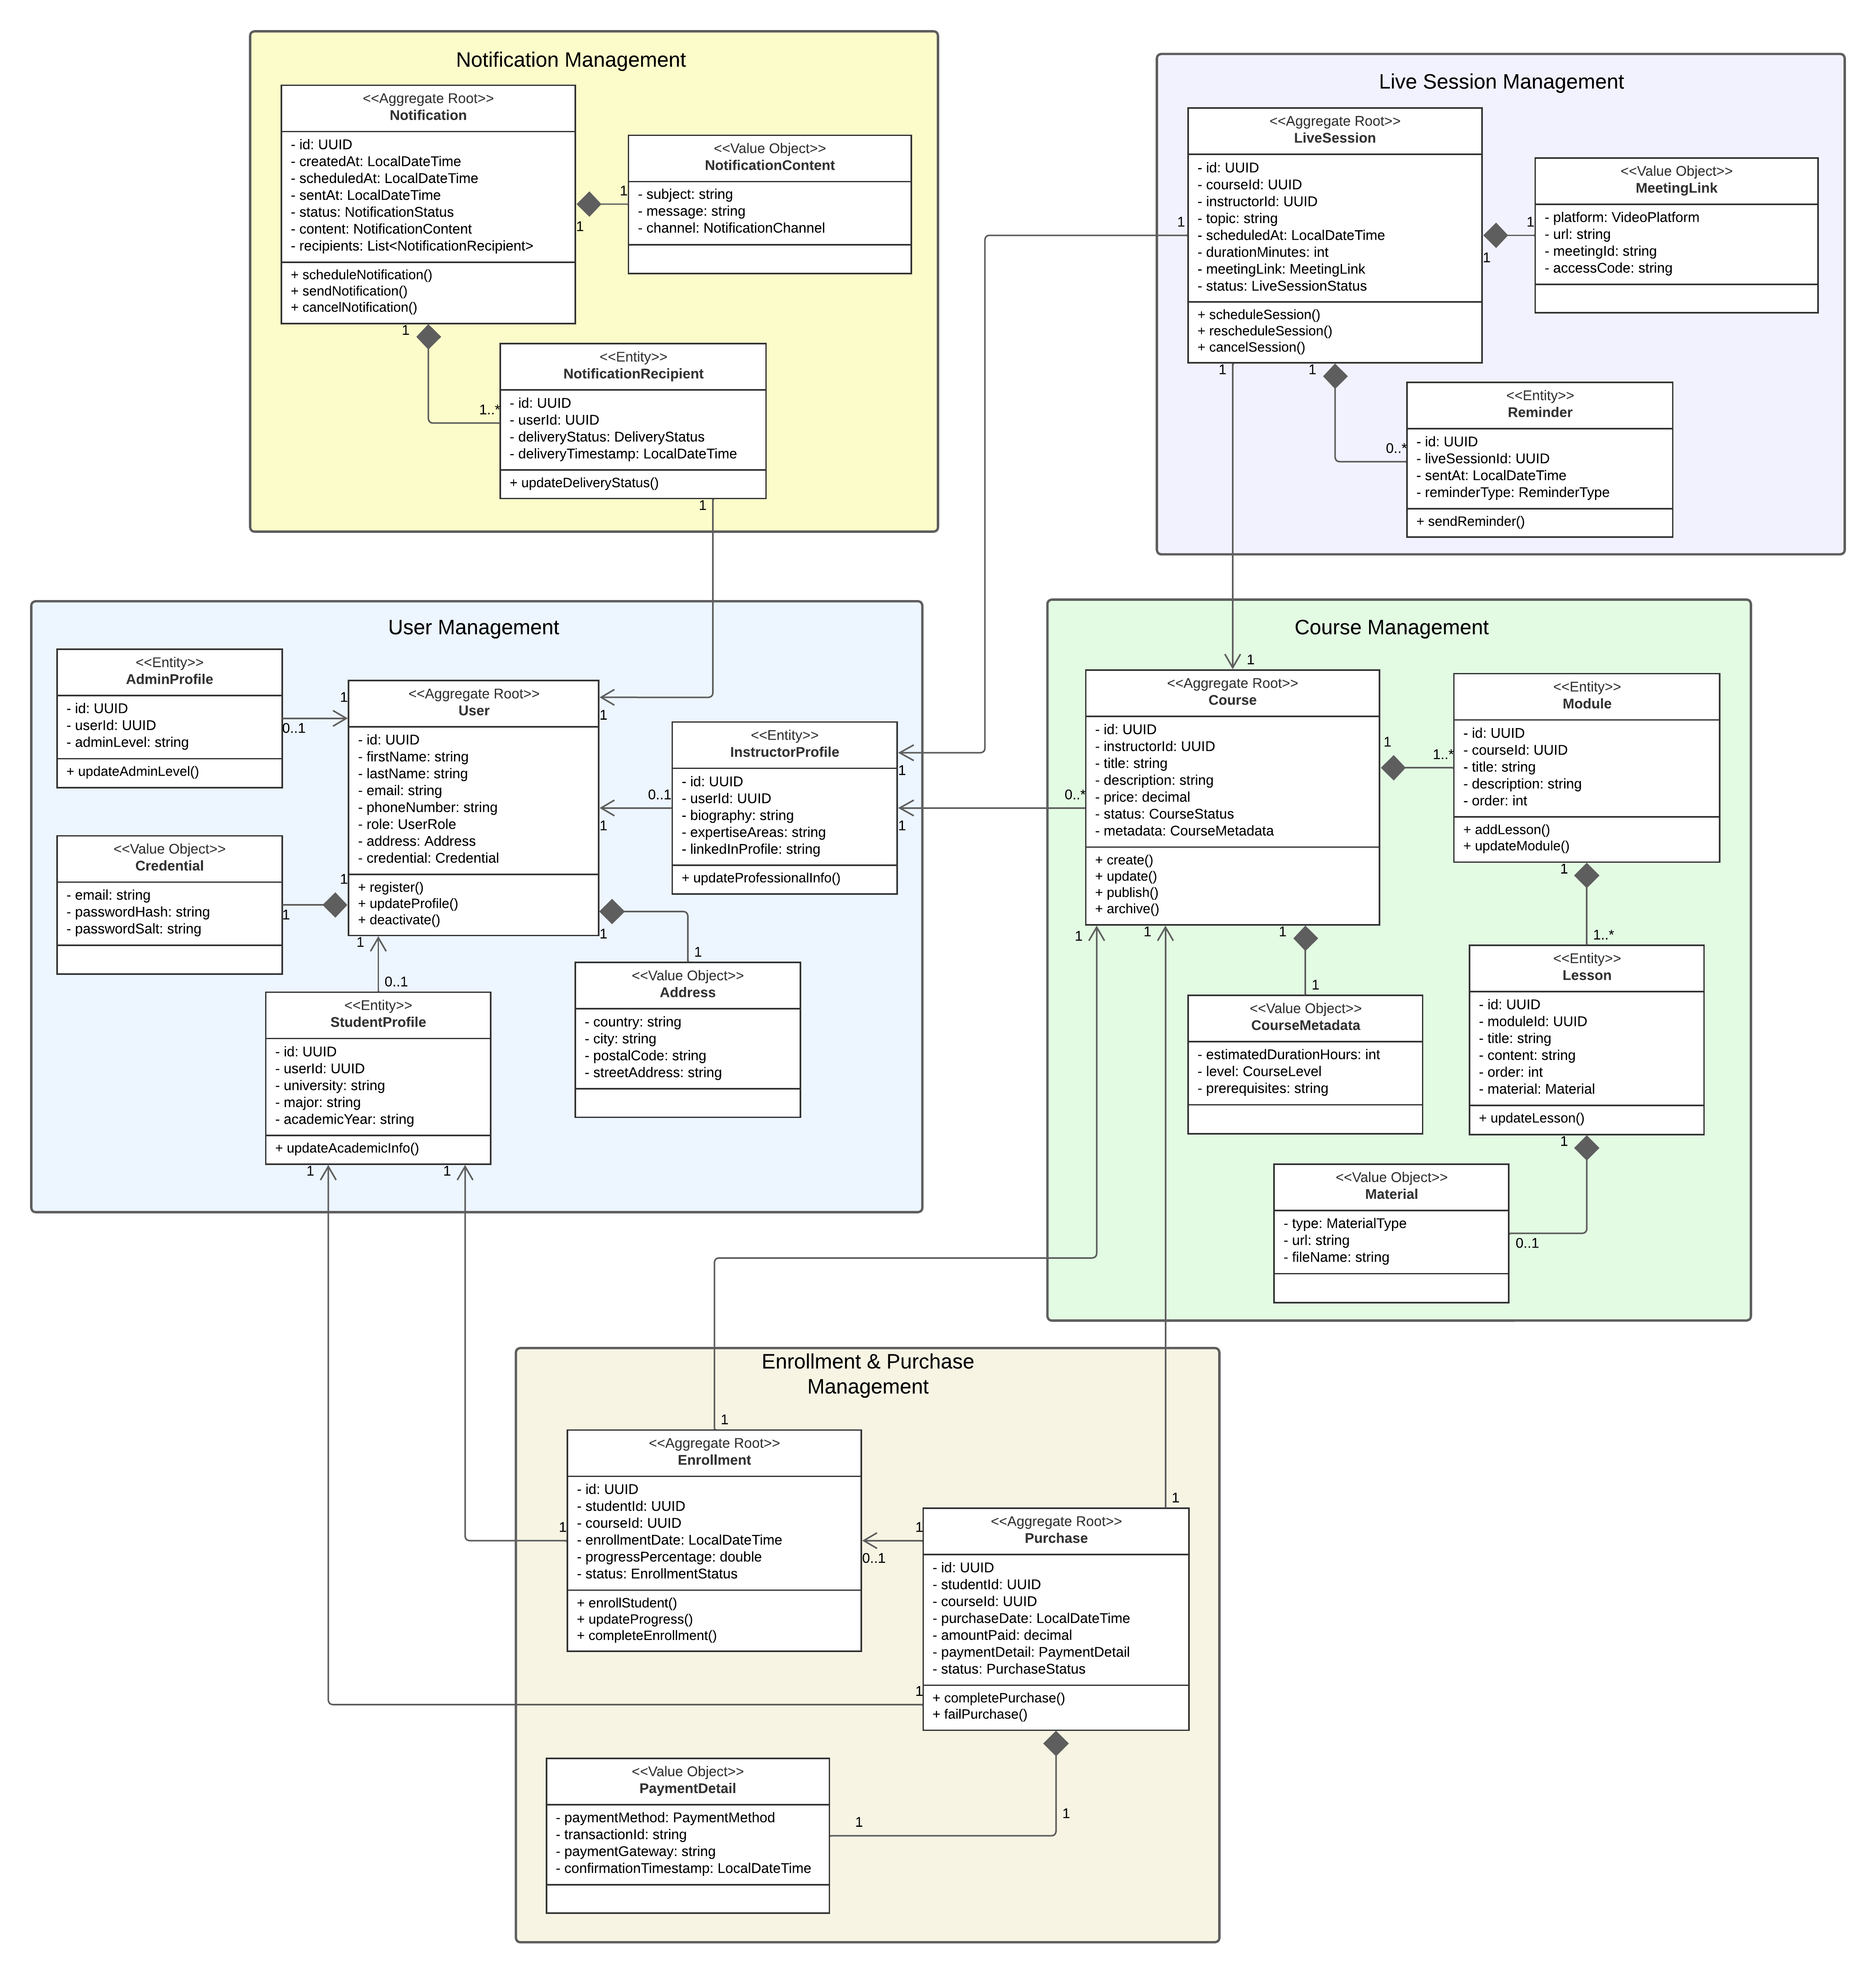 Notification Management
<<Aggregate Root>>
Notification
- id: UUID
- createdAt: LocalDateTime
- scheduledAt: LocalDateTime
- sentAt: LocalDateTime
- status: NotificationStatus
- content: NotificationContent
- recipients: List<NotificationRecipient>
+ scheduleNotification()
+ sendNotification()
+ cancelNotification()
1
1
<<Value Object>>
NotificationContent
- subject: string
- message: string
- channel: NotificationChannel
1
1..*
<<Entity>>
NotificationRecipient
- id: UUID
- userId: UUID
- deliveryStatus: DeliveryStatus
- deliveryTimestamp: LocalDateTime
+ updateDeliveryStatus()
1
Live Session Management
<<Aggregate Root>>
LiveSession
- id: UUID
- courseId: UUID
- instructorId: UUID
- topic: string
- scheduledAt: LocalDateTime
- durationMinutes: int
- meetingLink: MeetingLink
- status: LiveSessionStatus
+ scheduleSession()
+ rescheduleSession()
+ cancelSession()
1
1
1
<<Value Object>>
MeetingLink
- platform: VideoPlatform
- url: string
- meetingId: string
- accessCode: string
1
1
0..*
<<Entity>>
Reminder
- id: UUID
- liveSessionId: UUID
- sentAt: LocalDateTime
- reminderType: ReminderType
+ sendReminder()
User Management
<<Entity>>
AdminProfile
- id: UUID
- userId: UUID
- adminLevel: string
+ updateAdminLevel()
1
0..1
<<Aggregate Root>>
User
- id: UUID
- firstName: string
- lastName: string
- email: string
- phoneNumber: string
- role: UserRole
- address: Address
- credential: Credential
+ register()
+ updateProfile()
+ deactivate()
1
0..1
1
<<Entity>>
InstructorProfile
- id: UUID
- userId: UUID
- biography: string
- expertiseAreas: string
- linkedInProfile: string
+ updateProfessionalInfo()
1
1
<<Value Object>>
Credential
- email: string
- passwordHash: string
- passwordSalt: string
1
1
1
1
<<Value Object>>
Address
- country: string
- city: string
- postalCode: string
- streetAddress: string
1
0..1
<<Entity>>
StudentProfile
- id: UUID
- userId: UUID
- university: string
- major: string
- academicYear: string
+ updateAcademicInfo()
1
1
Course Management
1
<<Aggregate Root>>
Course
- id: UUID
- instructorId: UUID
- title: string
- description: string
- price: decimal
- status: CourseStatus
- metadata: CourseMetadata
+ create()
+ update()
+ publish()
+ archive()
0..*
1
1..*
<<Entity>>
Module
- id: UUID
- courseId: UUID
- title: string
- description: string
- order: int
+ addLesson()
+ updateModule()
1
1
1
1
<<Value Object>>
CourseMetadata
- estimatedDurationHours: int
- level: CourseLevel
- prerequisites: string
1
1..*
<<Entity>>
Lesson
- id: UUID
- moduleId: UUID
- title: string
- content: string
- order: int
- material: Material
+ updateLesson()
1
0..1
<<Value Object>>
Material
- type: MaterialType
- url: string
- fileName: string
Enrollment & Purchase
Management
1
<<Aggregate Root>>
Enrollment
- id: UUID
- studentId: UUID
- courseId: UUID
- enrollmentDate: LocalDateTime
- progressPercentage: double
- status: EnrollmentStatus
+ enrollStudent()
+ updateProgress()
+ completeEnrollment()
1
1
0..1
1
<<Aggregate Root>>
Purchase
- id: UUID
- studentId: UUID
- courseId: UUID
- purchaseDate: LocalDateTime
- amountPaid: decimal
- paymentDetail: PaymentDetail
- status: PurchaseStatus
+ completePurchase()
+ failPurchase()
1
1
1
<<Value Object>>
PaymentDetail
- paymentMethod: PaymentMethod
- transactionId: string
- paymentGateway: string
- confirmationTimestamp: LocalDateTime